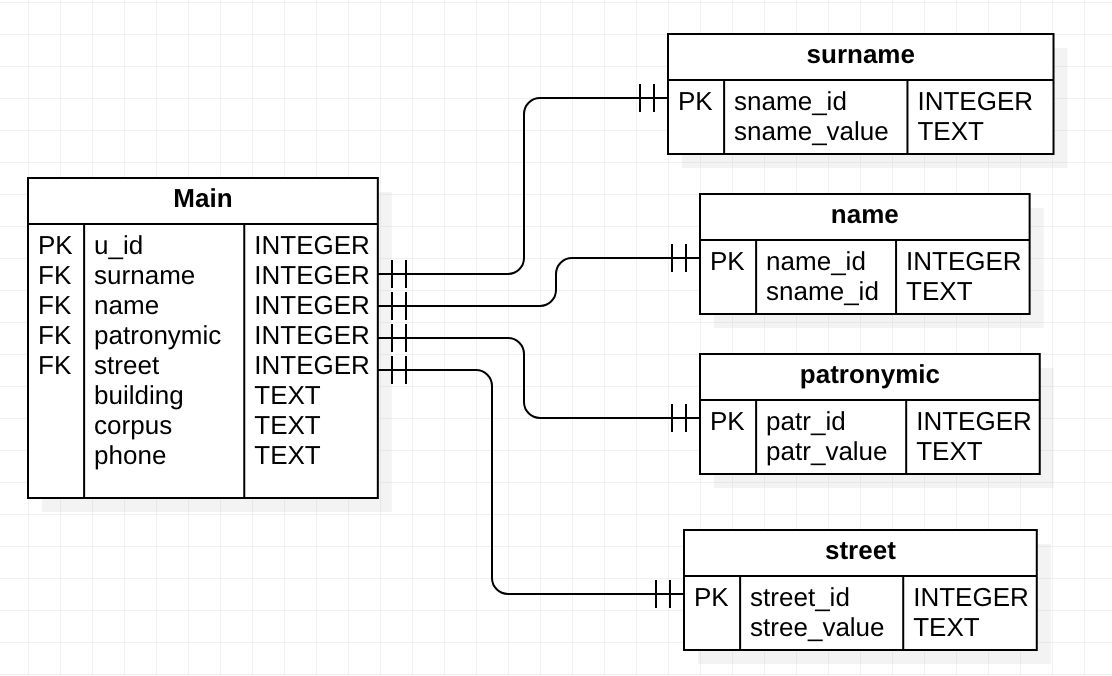 surname
PK sname_id INTEGER
sname_value TEXT
Main
PK u_id INTEGER
FK surname INTEGER
FK name INTEGER
FK patronymic INTEGER
FK street INTEGER
building TEXT
corpus TEXT
phone TEXT
name
PK name_id INTEGER
sname_id TEXT
patronymic
PK patr_id INTEGER
patr_value TEXT
street
PK street_id INTEGER
stree_value TEXT